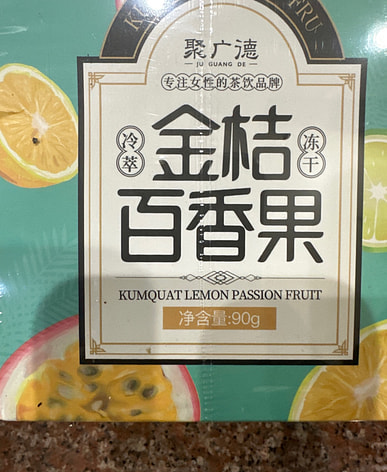 聚广德
JU GUANG DE
专注女性的茶饮品牌
冷萃
金桔
冻干
百香果
KUMQUAT LEMON PASSION FRUIT
净含量:90g